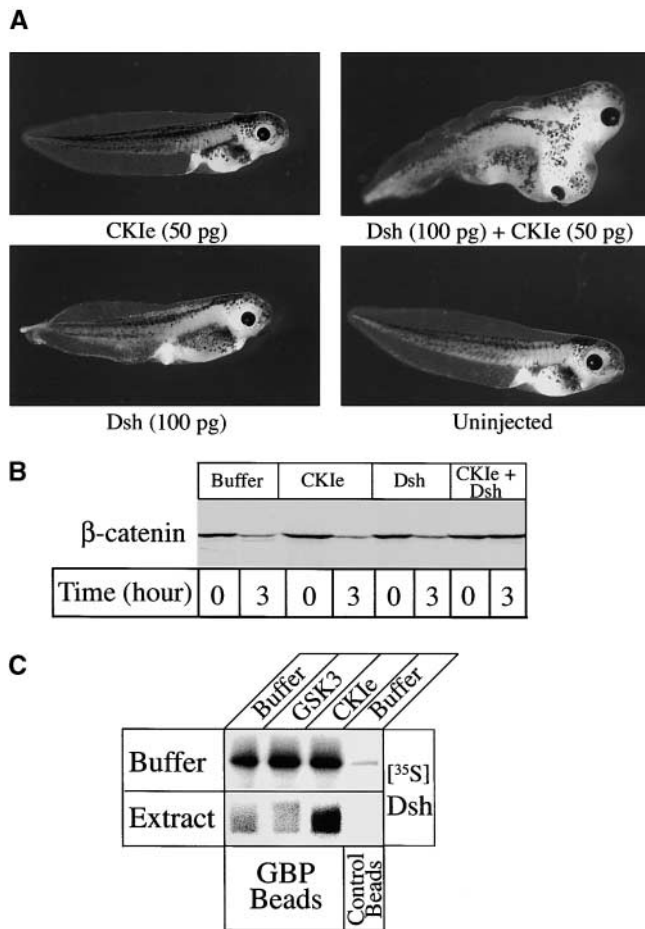 A
CKIe (50 pg)
Dsh (100 pg) + CKIe (50 pg)
Dsh (100 pg)
Uninjected
B
Buffer CKIe Dsh CKIe + Dsh
β-catenin
Time (hour) 0 3 0 3 0 3 0 3
C
Buffer GSK3 CKIe Buffer
Buffer
Extract
[³⁵S] Dsh
GBP Beads
Control Beads